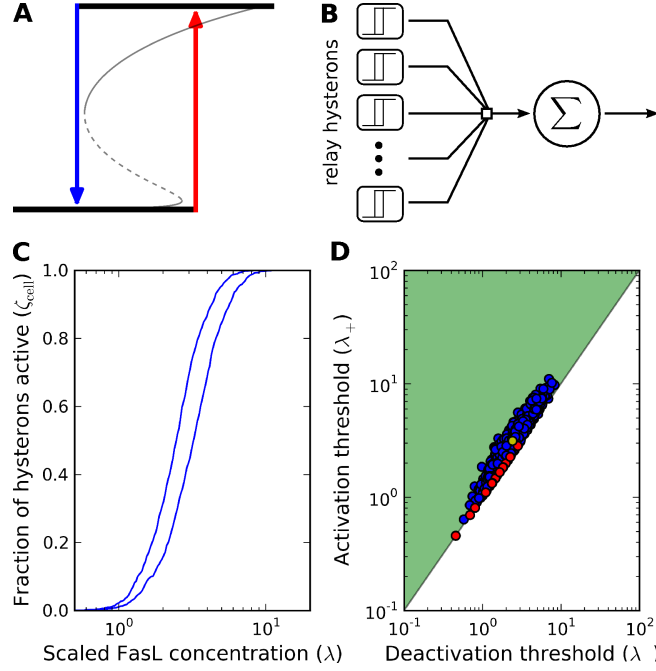 A
B
relay hysterons
Σ
C
Fraction of hysterons active (ζcell)
1.0
0.8
0.6
0.4
0.2
0.0
10^0
10^1
Scaled FasL concentration (λ)
D
Activation threshold (λ+)
10^2
10^1
10^0
10^-1
10^-1
10^0
10^1
10^2
Deactivation threshold (λ )